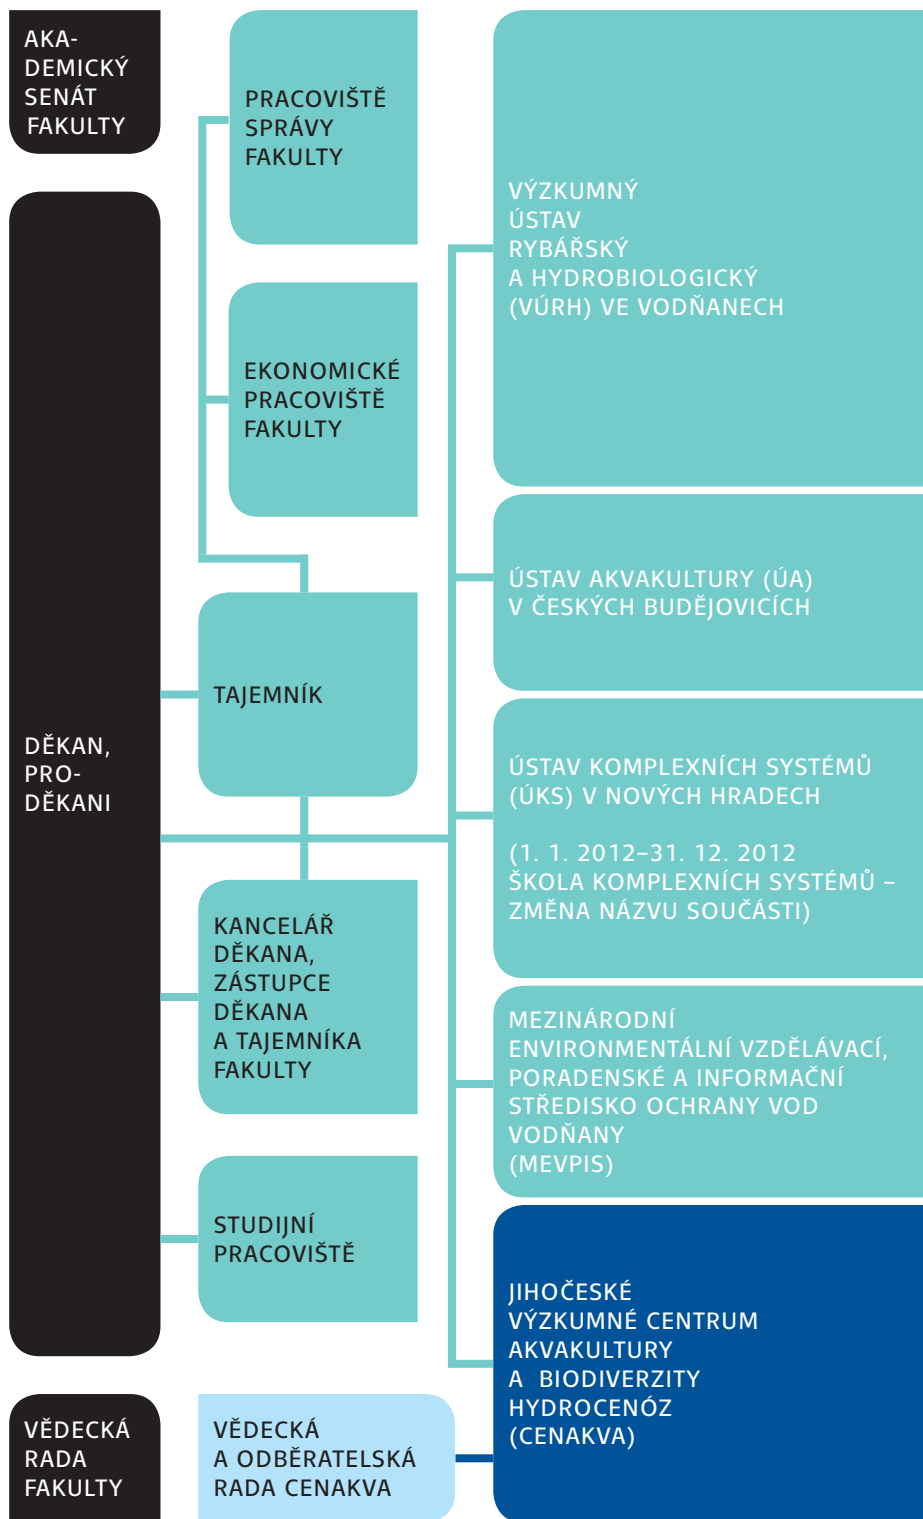 AKA-
DEMICKÝ
SENÁT
FAKULTY
DĚKAN,
PRO-
DĚKANI
VĚDECKÁ
RADA
FAKULTY
PRACOVIŠTĚ
SPRÁVY
FAKULTY
EKONOMICKÉ
PRACOVIŠTĚ
FAKULTY
TAJEMNÍK
KANCELÁŘ
DĚKANA,
ZÁSTUPCE
DĚKANA
A TAJEMNÍKA
FAKULTY
STUDIJNÍ
PRACOVIŠTĚ
VĚDECKÁ
A ODBĚRATELSKÁ
RADA CENAKVA
VÝZKUMNÝ
ÚSTAV
RYBÁŘSKÝ
A HYDROBIOLOGICKÝ
(VÚRH) VE VODŇANECH
ÚSTAV AKVAKULTURY (ÚA)
V ČESKÝCH BUDĚJOVICÍCH
ÚSTAV KOMPLEXNÍCH SYSTÉMŮ
(ÚKS) V NOVÝCH HRADECH
(1. 1. 2012–31. 12. 2012
ŠKOLA KOMPLEXNÍCH SYSTÉMŮ –
ZMĚNA NÁZVU SOUČÁSTI)
MEZINÁRODNÍ
ENVIRONMENTÁLNÍ VZDĚLÁVACÍ,
PORADENSKÉ A INFORMAČNÍ
STŘEDISKO OCHRANY VOD
VODŇANY
(MEVPIS)
JIHOČESKÉ
VÝZKUMNÉ CENTRUM
AKVAKULTURY
A BIODIVERZITY
HYDROCENÓZ
(CENAKVA)